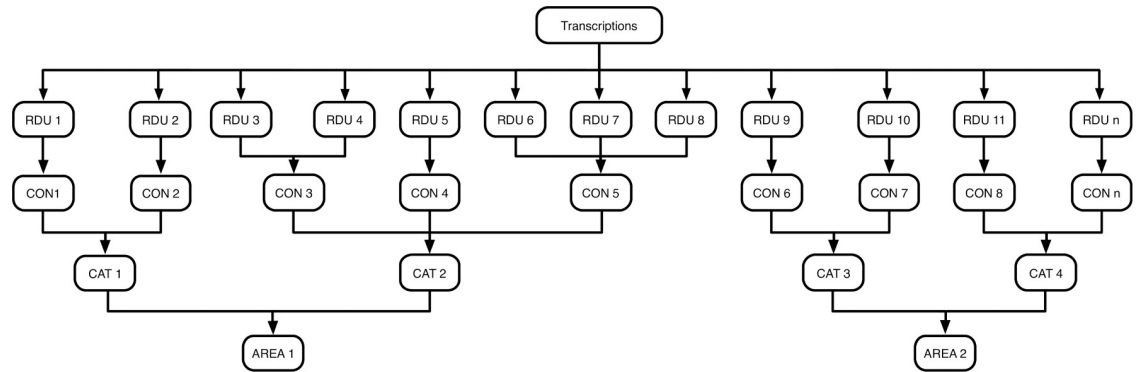 Transcriptions
RDU 1 RDU 2 RDU 3 RDU 4 RDU 5 RDU 6 RDU 7 RDU 8 RDU 9 RDU 10 RDU 11 RDU n
CON1 CON 2 CON 3 CON 4 CON 5 CON 6 CON 7 CON 8 CON n
CAT 1 CAT 2 CAT 3 CAT 4
AREA 1 AREA 2